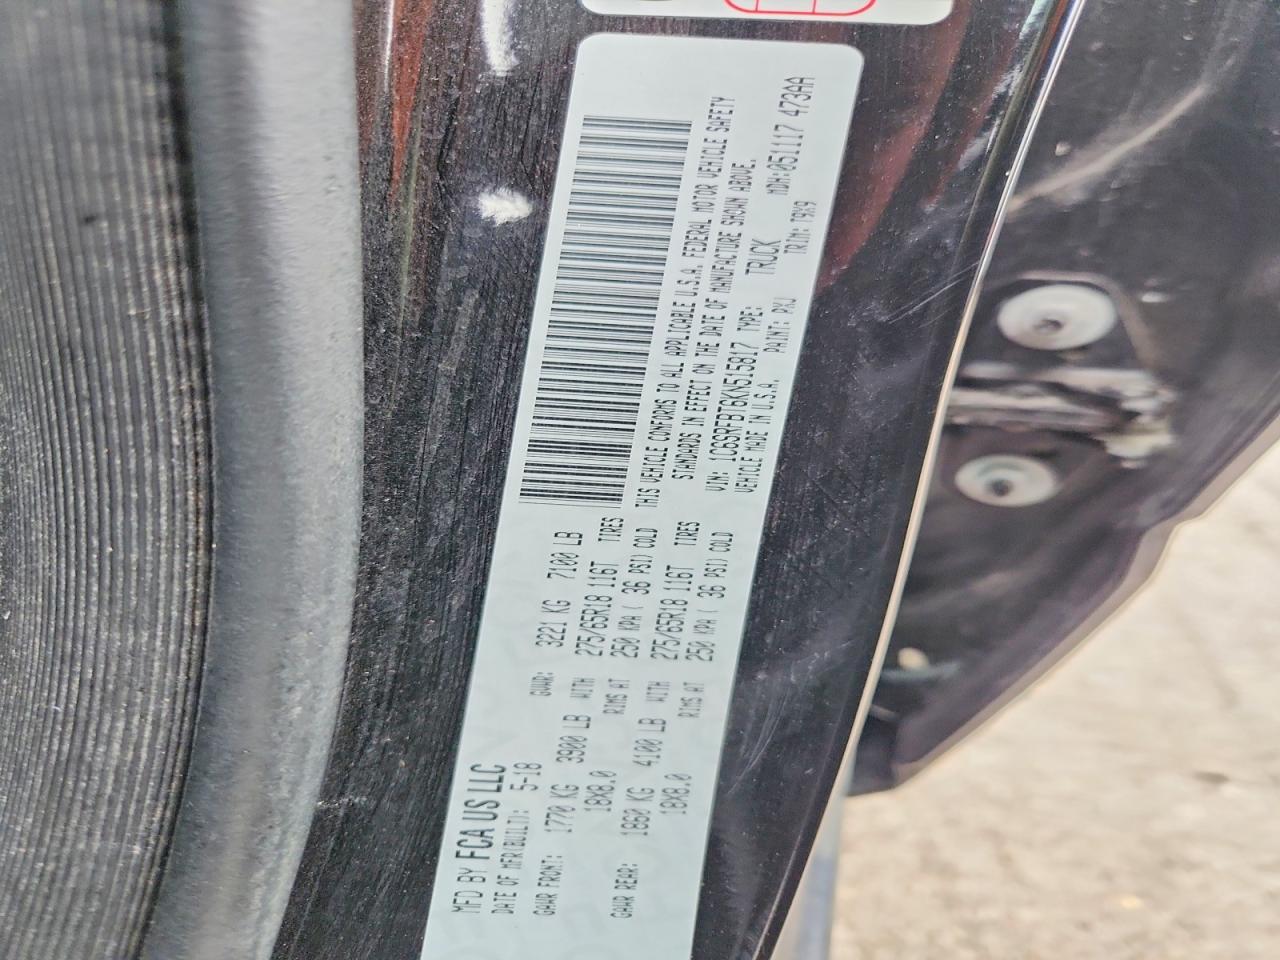 MFD BY FCA US LLC
DATE OF MFR(BUILT): 5-18 GVWR: 3221 KG 7100 LB
GAWR FRONT: 1770 KG 3900 LB WITH 275/65R18 116T TIRES
18X8.0 RIMS AT 250 KPA ( 36 PSI) COLD
GAWR REAR: 1860 KG 4100 LB WITH 275/65R18 116T TIRES
18X8.0 RIMS AT 250 KPA ( 36 PSI) COLD
THIS VEHICLE CONFORMS TO ALL APPLICABLE U.S.A. FEDERAL MOTOR VEHICLE SAFETY
STANDARDS IN EFFECT ON THE DATE OF MANUFACTURE SHOWN ABOVE.
VIN: 1C6SRFBT6KN515817 TYPE: TRUCK MDH:051117 473AA
VEHICLE MADE IN U.S.A. PAINT: PXJ TRIM: T9X9